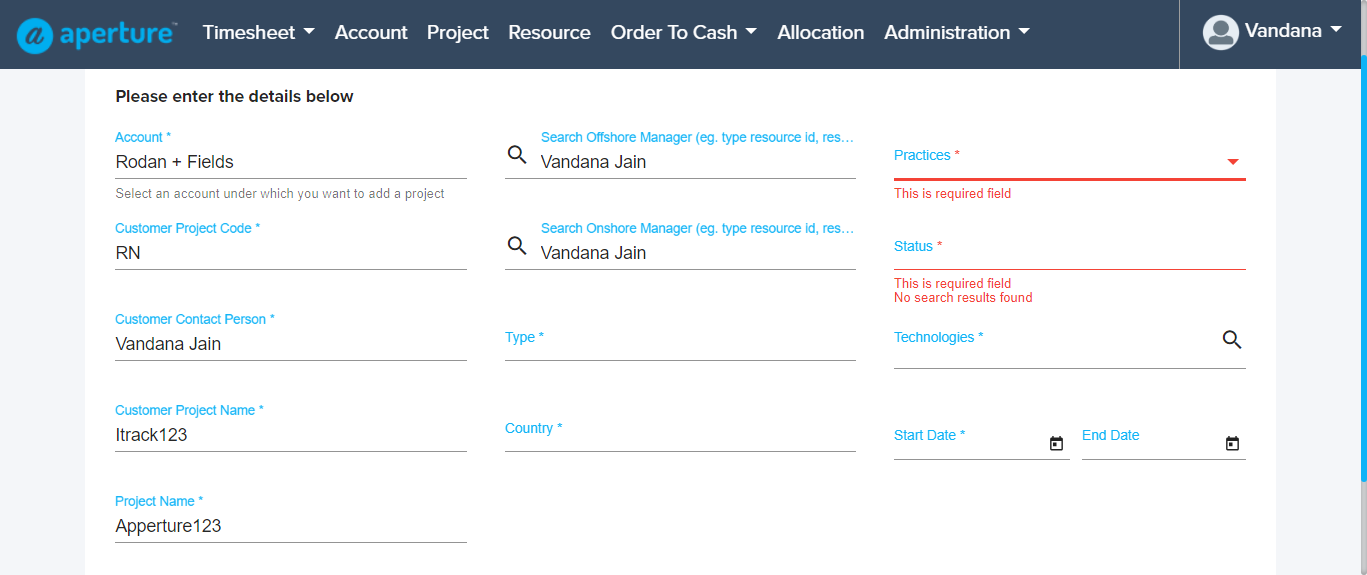 aperture™ Timesheet Account Project Resource Order To Cash Allocation Administration Vandana
Please enter the details below
Account *
Rodan + Fields
Select an account under which you want to add a project
Customer Project Code *
RN
Customer Contact Person *
Vandana Jain
Customer Project Name *
Itrack123
Project Name *
Apperture123
Search Offshore Manager (eg. type resource id, res...
Vandana Jain
Search Onshore Manager (eg. type resource id, res...
Vandana Jain
Type *
Country *
Practices *
This is required field
Status *
This is required field
No search results found
Technologies *
Start Date * End Date